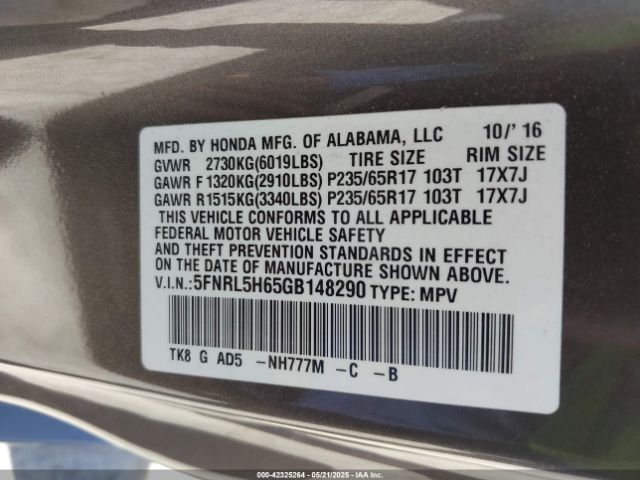 MFD. BY HONDA MFG. OF ALABAMA, LLC 10/'16
GVWR 2730KG(6019LBS) TIRE SIZE RIM SIZE
GAWR F 1320KG(2910LBS) P235/65R17 103T 17X7J
GAWR R1515KG(3340LBS) P235/65R17 103T 17X7J
THIS VEHICLE CONFORMS TO ALL APPLICABLE
FEDERAL MOTOR VEHICLE SAFETY
AND THEFT PREVENTION STANDARDS IN EFFECT
ON THE DATE OF MANUFACTURE SHOWN ABOVE.
V.I.N.:5FNRL5H65GB148290 TYPE: MPV
TK8 G AD5 -NH777M -C -B
000-42325264 - 05/21/2025 - IAA Inc.